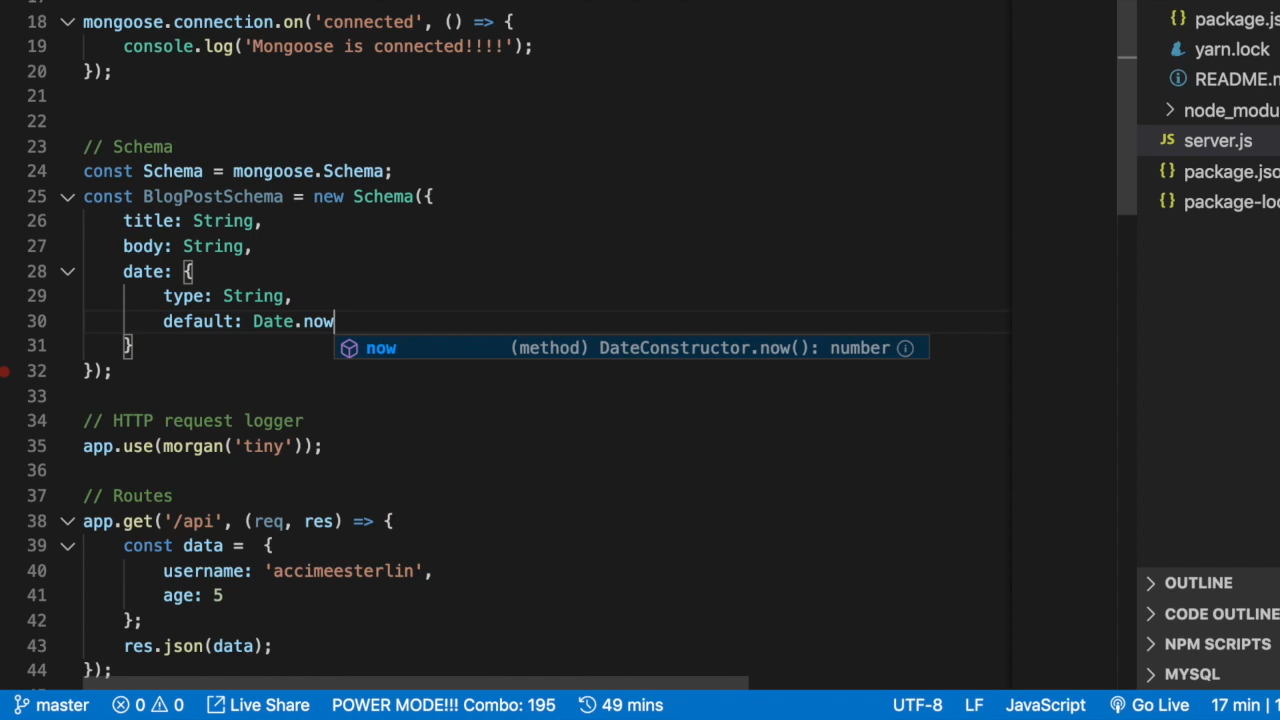 18 mongoose.connection.on('connected', () => {
19 console.log('Mongoose is connected!!!!');
20 });
21
22
23 // Schema
24 const Schema = mongoose.Schema;
25 const BlogPostSchema = new Schema({
26 title: String,
27 body: String,
28 date: {
29 type: String,
30 default: Date.now
now (method) DateConstructor.now(): number
31 }
32 });
33
34 // HTTP request logger
35 app.use(morgan('tiny'));
36
37 // Routes
38 app.get('/api', (req, res) => {
39 const data =  {
40 username: 'accimeesterlin',
41 age: 5
42 };
43 res.json(data);
44 });
{} package.js
yarn.lock
README.m
node_modu
JS server.js
{} package.jso
{} package-loc
OUTLINE
CODE OUTLINE
NPM SCRIPTS
MYSQL
master 0 0 Live Share POWER MODE!!! Combo: 195 49 mins UTF-8 LF JavaScript Go Live 17 min | 1